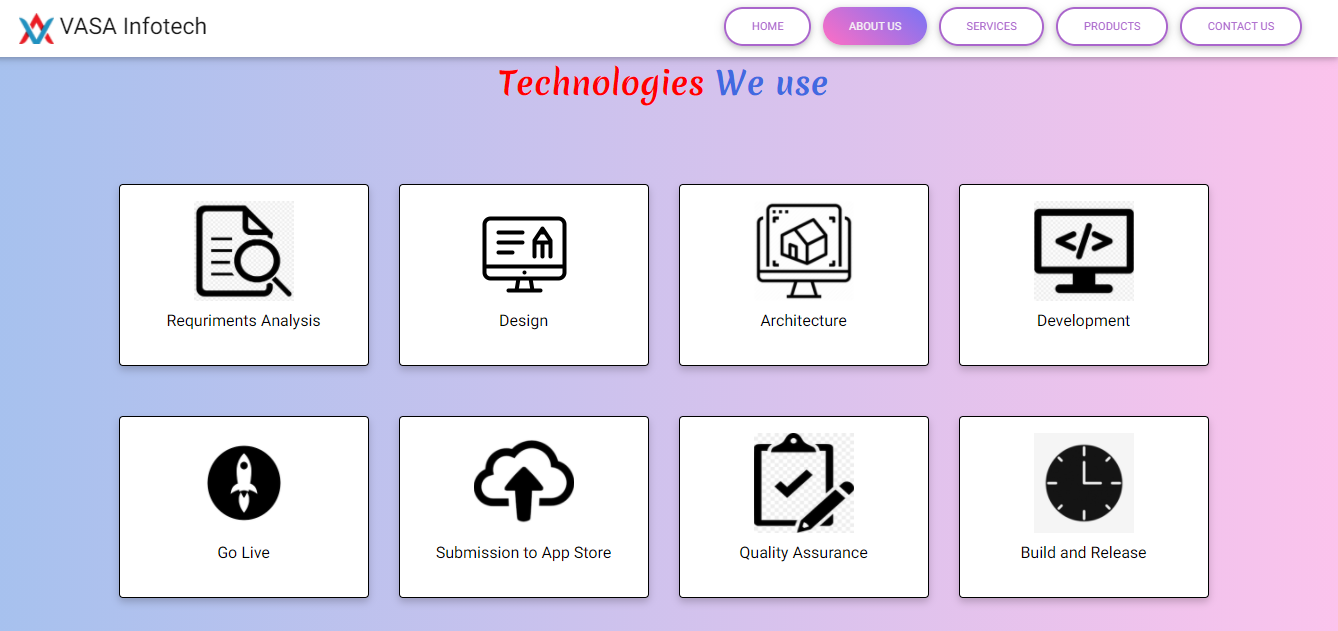 VASA Infotech
HOME
ABOUT US
SERVICES
PRODUCTS
CONTACT US
Technologies We use
Requriments Analysis
Design
Architecture
Development
Go Live
Submission to App Store
Quality Assurance
Build and Release